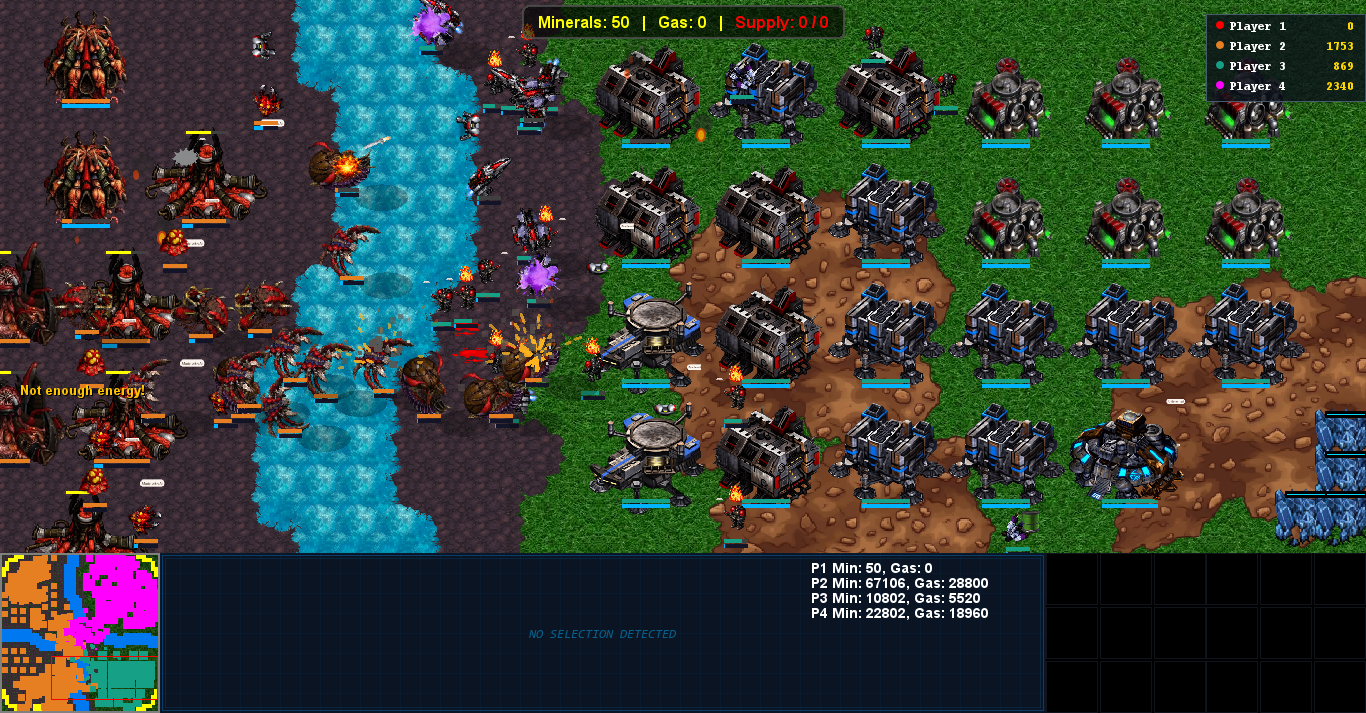 Minerals: 50 | Gas: 0 | Supply: 0 / 0
Player 1 0
Player 2 1753
Player 3 869
Player 4 2340
Not enough energy!
P1 Min: 50, Gas: 0
P2 Min: 67106, Gas: 28800
P3 Min: 10802, Gas: 5520
P4 Min: 22802, Gas: 18960
NO SELECTION DETECTED